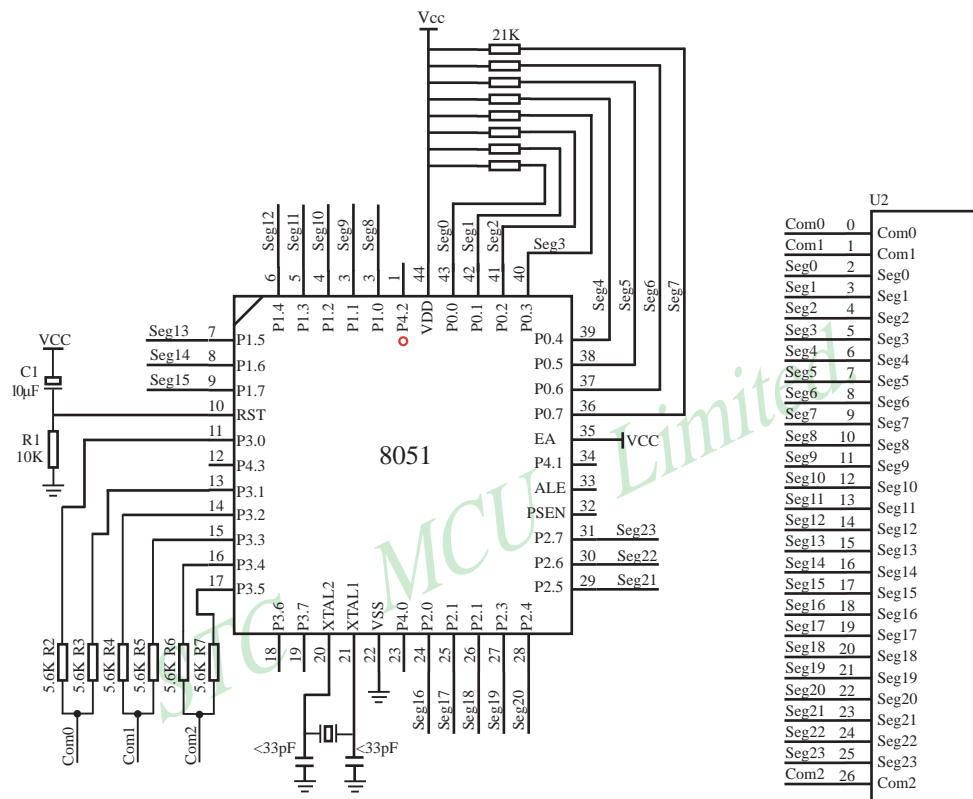 Vcc
21K
Seg12
Seg11
Seg10
Seg9
Seg8
Seg0
Seg1
Seg2
Seg3
Seg4
Seg5
Seg6
Seg7
6
5
4
3
3
1
44
43
42
41
40
P1.4
P1.3
P1.2
P1.1
P1.0
P4.2
VDD
P0.0
P0.1
P0.2
P0.3
Seg13 7 P1.5
Seg14 8 P1.6
Seg15 9 P1.7
10 RST
11 P3.0
12 P4.3
13 P3.1
14 P3.2
15 P3.3
16 P3.4
17 P3.5
VCC
C1
10μF
R1
10K
8051
P0.4 39
P0.5 38
P0.6 37
P0.7 36
EA 35 VCC
P4.1 34
ALE 33
PSEN 32
P2.7 31 Seg23
P2.6 30 Seg22
P2.5 29 Seg21
P3.6
P3.7
XTAL2
XTAL1
VSS
P4.0
P2.0
P2.1
P2.1
P2.3
P2.4
18
19
20
21
22
23
24
25
26
27
28
Seg16
Seg17
Seg18
Seg19
Seg20
5.6K R2
5.6K R3
5.6K R4
5.6K R5
5.6K R6
5.6K R7
Com0
Com1
Com2
<33pF
<33pF
STC MCU Limited.
U2
Com0 0 Com0
Com1 1 Com1
Seg0 2 Seg0
Seg1 3 Seg1
Seg2 4 Seg2
Seg3 5 Seg3
Seg4 6 Seg4
Seg5 7 Seg5
Seg6 8 Seg6
Seg7 9 Seg7
Seg8 10 Seg8
Seg9 11 Seg9
Seg10 12 Seg10
Seg11 13 Seg11
Seg12 14 Seg12
Seg13 15 Seg13
Seg14 16 Seg14
Seg15 17 Seg15
Seg16 18 Seg16
Seg17 19 Seg17
Seg18 20 Seg18
Seg19 21 Seg19
Seg20 22 Seg20
Seg21 23 Seg21
Seg22 24 Seg22
Seg23 25 Seg23
Com2 26 Com2